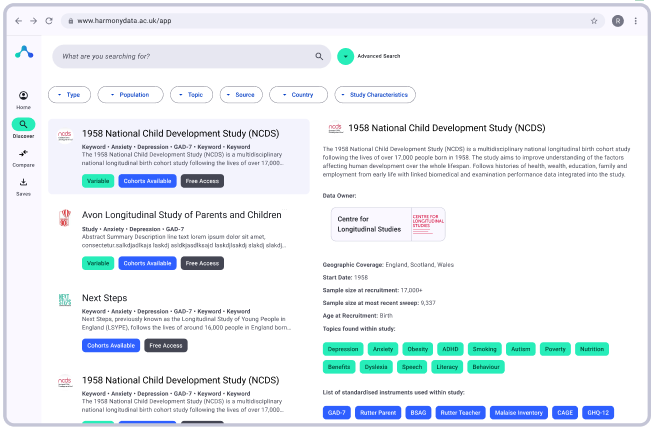 www.harmonydata.ac.uk/app
R
What are you searching for?
Advanced Search
Type
Population
Topic
Source
Country
Study Characteristics
Home
Discover
Compare
Saves
ncds
1958 National Child Development Study (NCDS)
Keyword • Anxiety • Depression • GAD-7 • Keyword • Keyword
The 1958 National Child Development Study (NCDS) is a multidisciplinary
national longitudinal birth cohort study following the lives of over 17,000...
Variable
Cohorts Available
Free Access
Avon Longitudinal Study of Parents and Children
Study • Anxiety • Depression • GAD-7
Abstract Summary Description line text lorem ipsum dolor sit amet,
consectetur.salkdjadlkajs laskdj asldkjasdlksajd laskdjlaskdj slakdj slakdj...
Variable
Cohorts Available
Free Access
NEXT
STEPS
Next Steps
Keyword • Anxiety • Depression • GAD-7 • Keyword • Keyword
Next Steps, previously known as the Longitudinal Study of Young People in
England (LSYPE), follows the lives of around 16,000 people in England born...
Cohorts Available
Free Access
ncds
1958 National Child Development Study (NCDS)
Keyword • Anxiety • Depression • GAD-7 • Keyword • Keyword
The 1958 National Child Development Study (NCDS) is a multidisciplinary
national longitudinal birth cohort study following the lives of over 17,000...
ncds
1958 National Child Development Study (NCDS)
The 1958 National Child Development Study (NCDS) is a multidisciplinary national longitudinal birth cohort study
following the lives of over 17,000 people born in 1958. The study aims to improve understanding of the factors
affecting human development over the whole lifespan. Follows histories of health, wealth, education, family and
employment from early life with linked biomedical and examination performance data integrated into the study.
Data Owner:
Centre for
Longitudinal Studies
CENTRE FOR
LONGITUDINAL
STUDIES
Geographic Coverage: England, Scotland, Wales
Start Date: 1958
Sample size at recruitment: 17,000+
Sample size at most recent sweep: 9,337
Age at Recruitment: Birth
Topics found within study:
Depression
Anxiety
Obesity
ADHD
Smoking
Autism
Poverty
Nutrition
Benefits
Dyslexia
Speech
Literacy
Behaviour
List of standardised instruments used within study:
GAD-7
Rutter Parent
BSAG
Rutter Teacher
Malaise Inventory
CAGE
GHQ-12